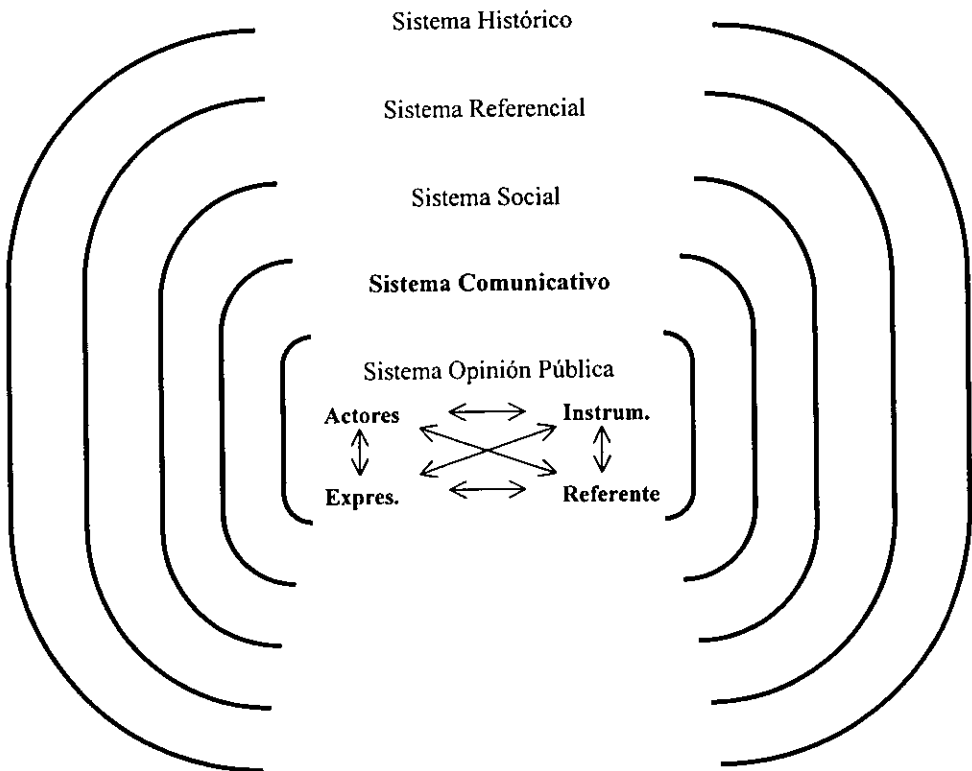 Sistema Histórico
Sistema Referencial
Sistema Social
Sistema Comunicativo
Sistema Opinión Pública
Actores Instrum.
Expres. Referente